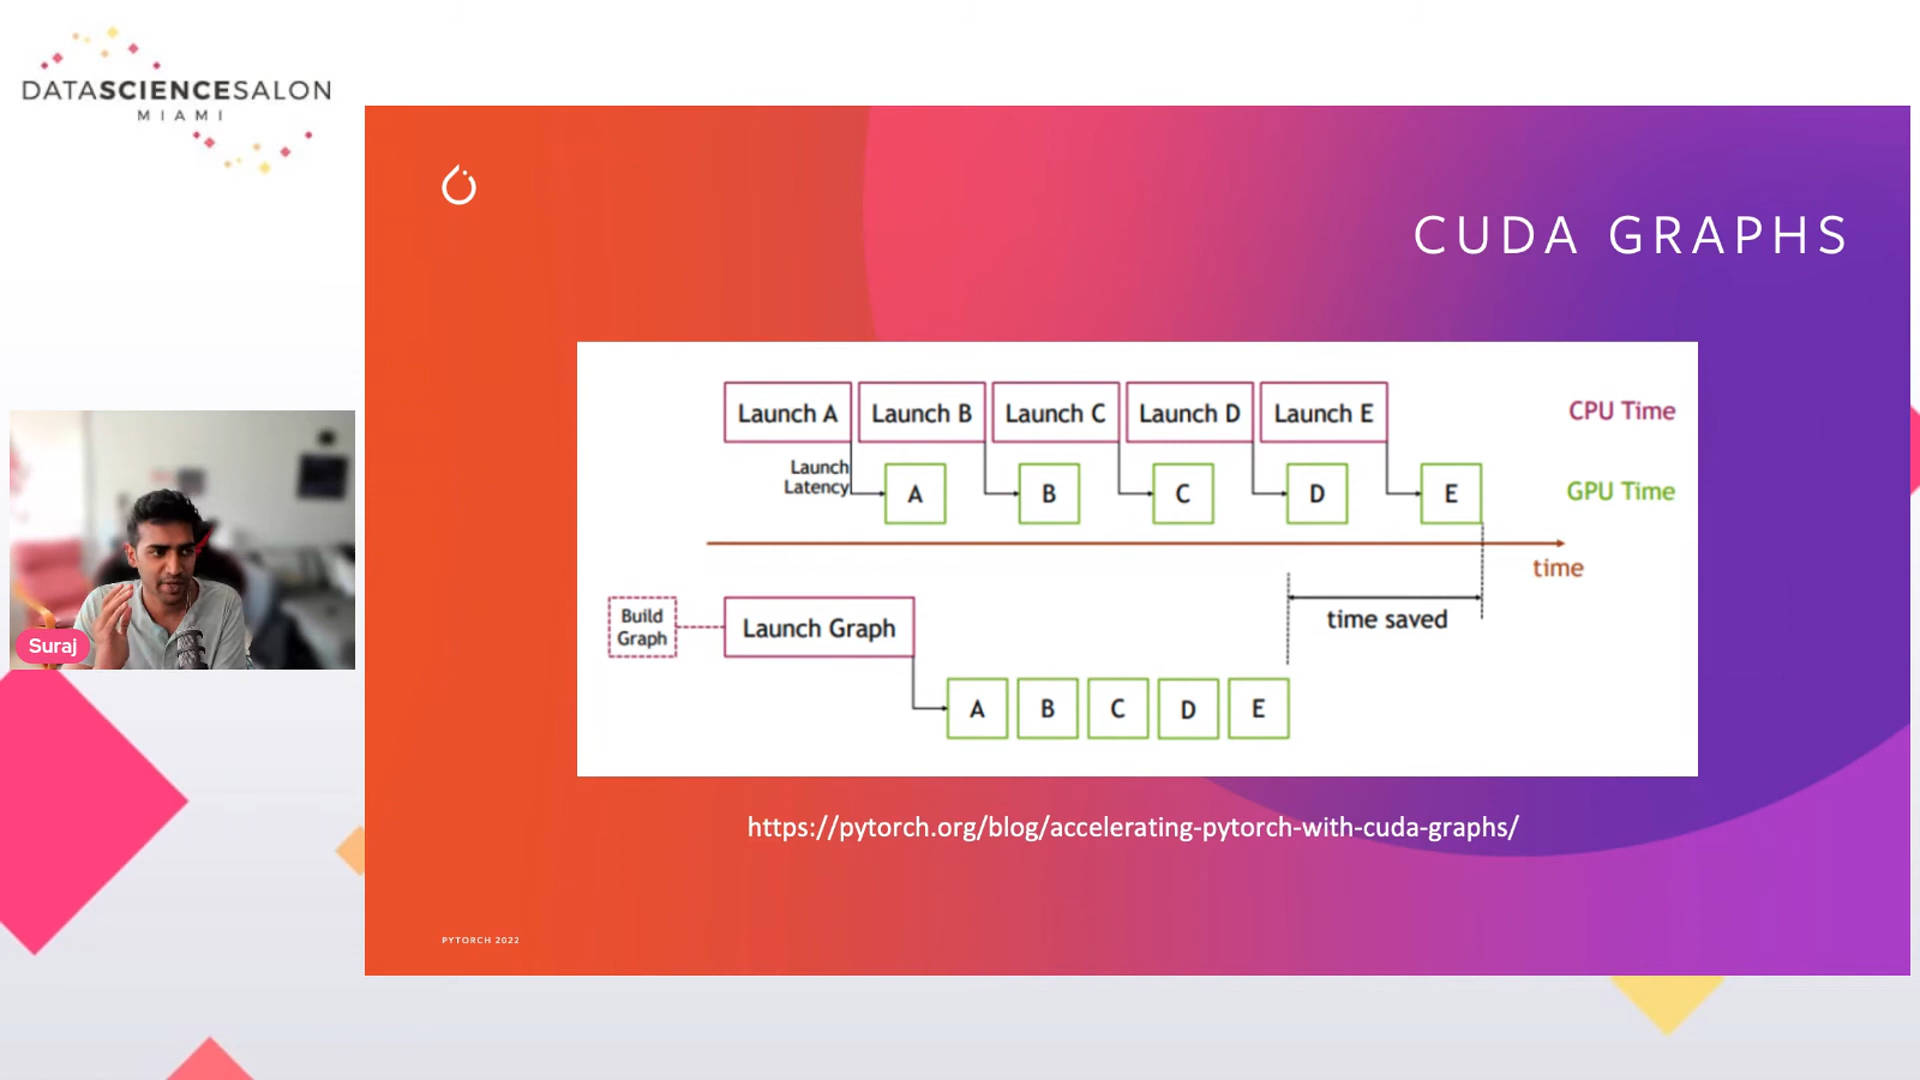 DATASCIENCESALON
MIAMI
CUDA GRAPHS
Launch A
Launch B
Launch C
Launch D
Launch E
CPU Time
Launch
Latency
A
B
C
D
E
GPU Time
time
Build
Graph
Launch Graph
time saved
A
B
C
D
E
https://pytorch.org/blog/accelerating-pytorch-with-cuda-graphs/
Suraj
PYTORCH 2022